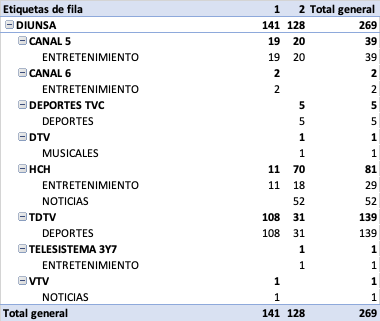 Etiquetas de fila 1 2 Total general
DIUNSA 141 128 269
CANAL 5 19 20 39
ENTRETENIMIENTO 19 20 39
CANAL 6 2 2
ENTRETENIMIENTO 2 2
DEPORTES TVC 5 5
DEPORTES 5 5
DTV 1 1
MUSICALES 1 1
HCH 11 70 81
ENTRETENIMIENTO 11 18 29
NOTICIAS 52 52
TDTV 108 31 139
DEPORTES 108 31 139
TELESISTEMA 3Y7 1 1
ENTRETENIMIENTO 1 1
VTV 1 1
NOTICIAS 1 1
Total general 141 128 269